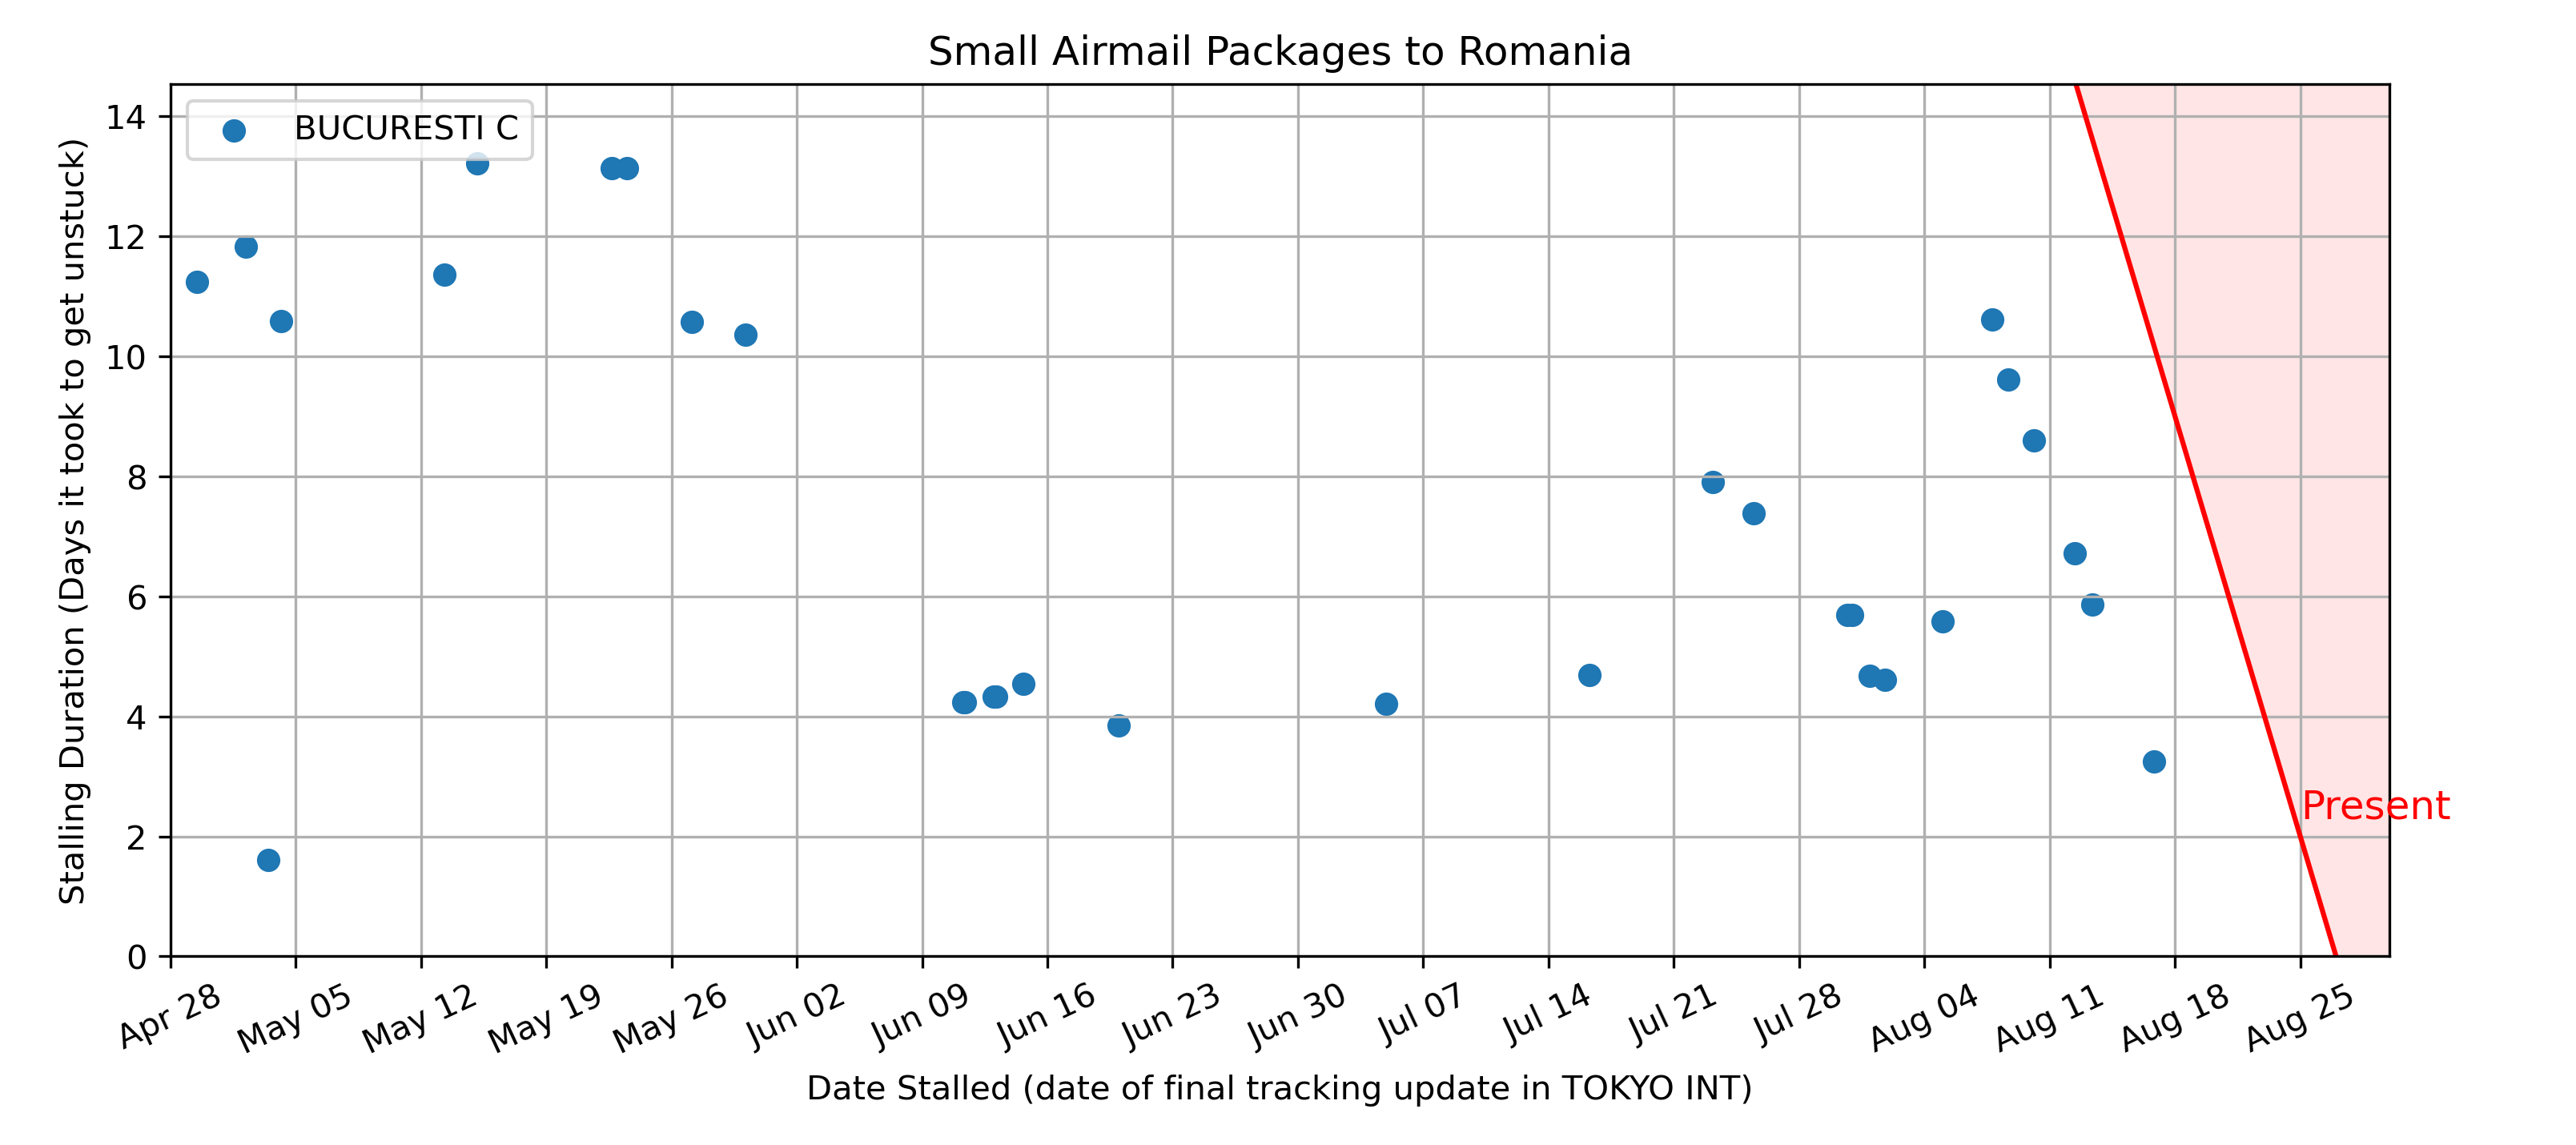 Small Airmail Packages to Romania
BUCURESTI C
Stalling Duration (Days it took to get unstuck)
14
12
10
8
6
4
2
0
Present
Apr 28 May 05 May 12 May 19 May 26 Jun 02 Jun 09 Jun 16 Jun 23 Jun 30 Jul 07 Jul 14 Jul 21 Jul 28 Aug 04 Aug 11 Aug 18 Aug 25
Date Stalled (date of final tracking update in TOKYO INT)